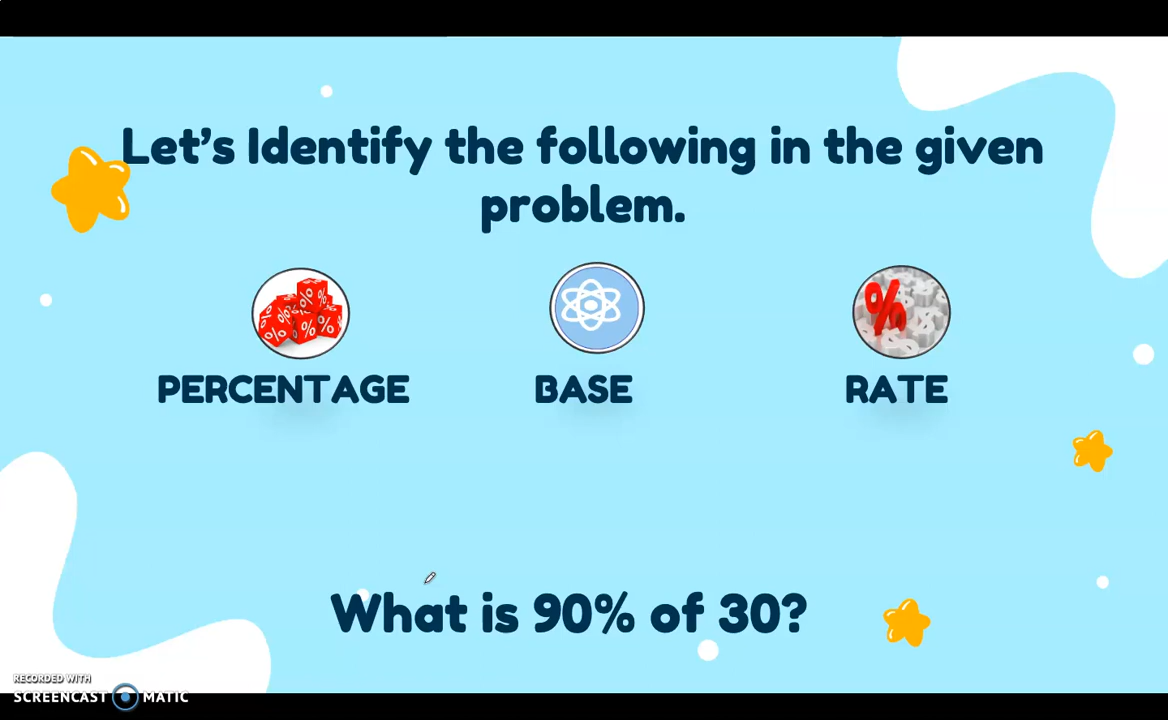 Let's Identify the following in the given
problem.
PERCENTAGE BASE RATE
What is 90% of 30?
RECORDED WITH
SCREENCAST MATIC